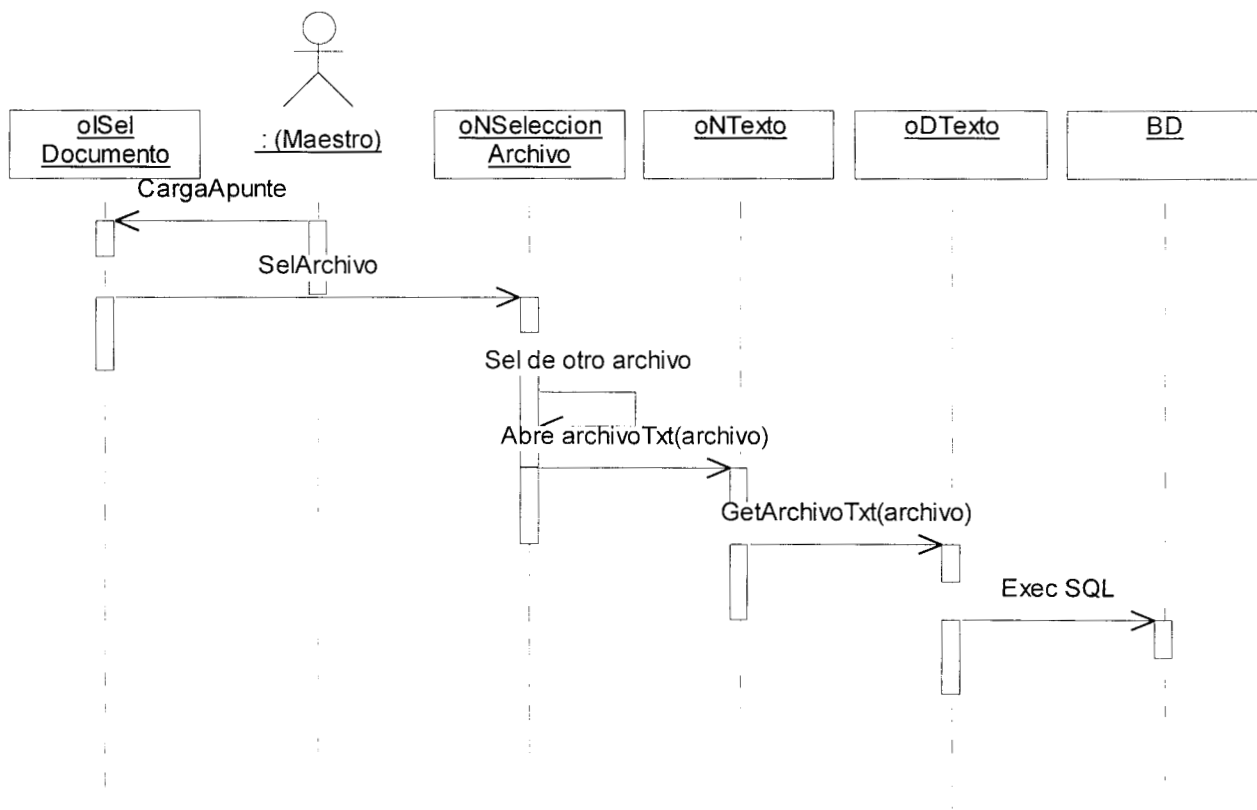 oISel
Documento
: (Maestro)
oNSeleccion
Archivo
oNTexto
oDTexto
BD
CargaApunte
SelArchivo
Sel de otro archivo
Abre archivoTxt(archivo)
GetArchivoTxt(archivo)
Exec SQL